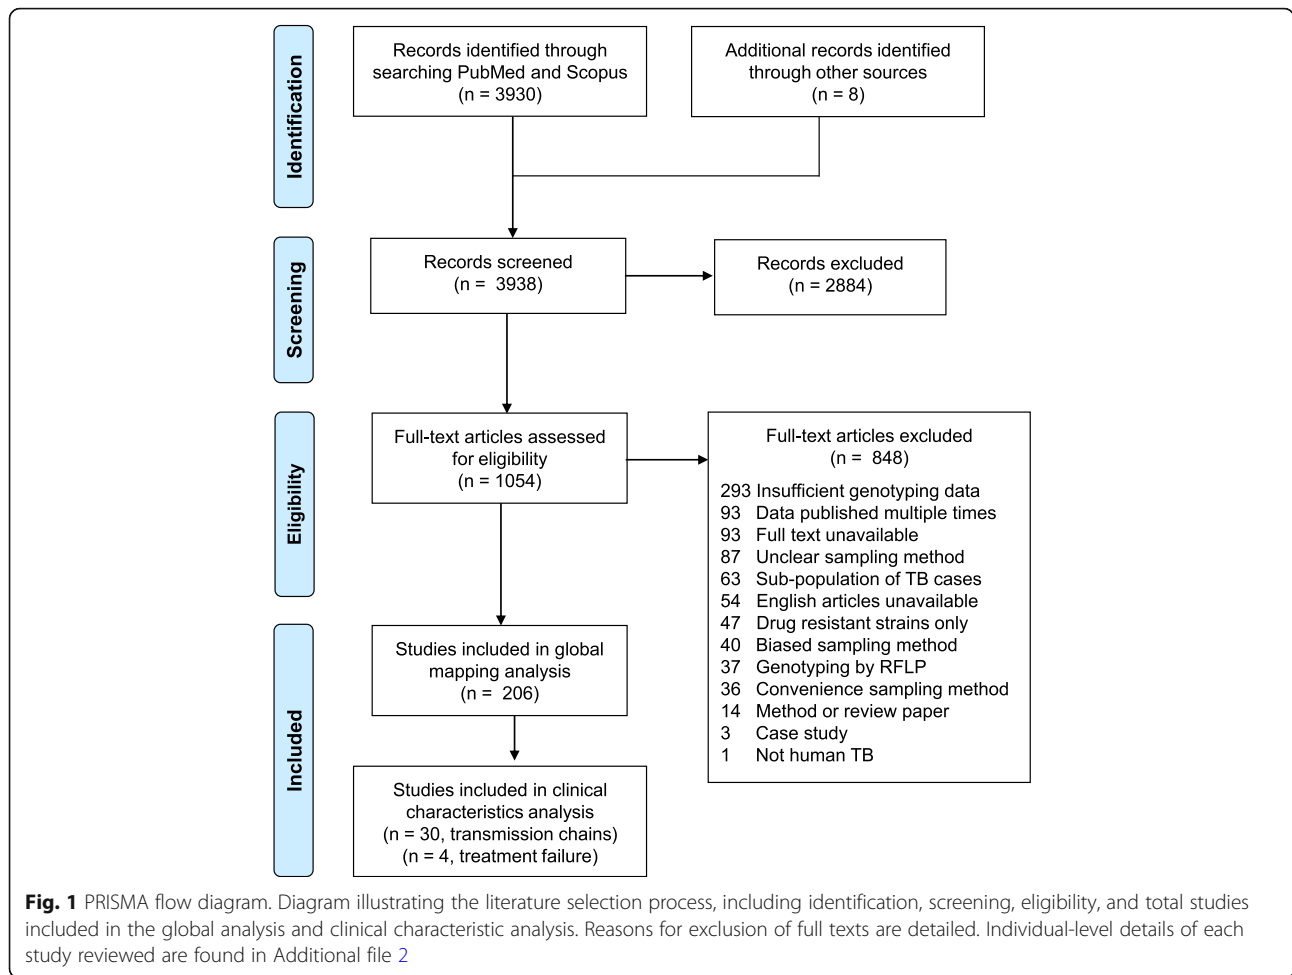 Identification
Records identified through
searching PubMed and Scopus
(n = 3930)
Additional records identified
through other sources
(n = 8)
Screening
Records screened
(n = 3938)
Records excluded
(n = 2884)
Eligibility
Full-text articles assessed
for eligibility
(n = 1054)
Full-text articles excluded
(n = 848)
293 Insufficient genotyping data
93 Data published multiple times
93 Full text unavailable
87 Unclear sampling method
63 Sub-population of TB cases
54 English articles unavailable
47 Drug resistant strains only
40 Biased sampling method
37 Genotyping by RFLP
36 Convenience sampling method
14 Method or review paper
3 Case study
1 Not human TB
Included
Studies included in global
mapping analysis
(n = 206)
Studies included in clinical
characteristics analysis
(n = 30, transmission chains)
(n = 4, treatment failure)
Fig. 1 PRISMA flow diagram. Diagram illustrating the literature selection process, including identification, screening, eligibility, and total studies
included in the global analysis and clinical characteristic analysis. Reasons for exclusion of full texts are detailed. Individual-level details of each
study reviewed are found in Additional file 2